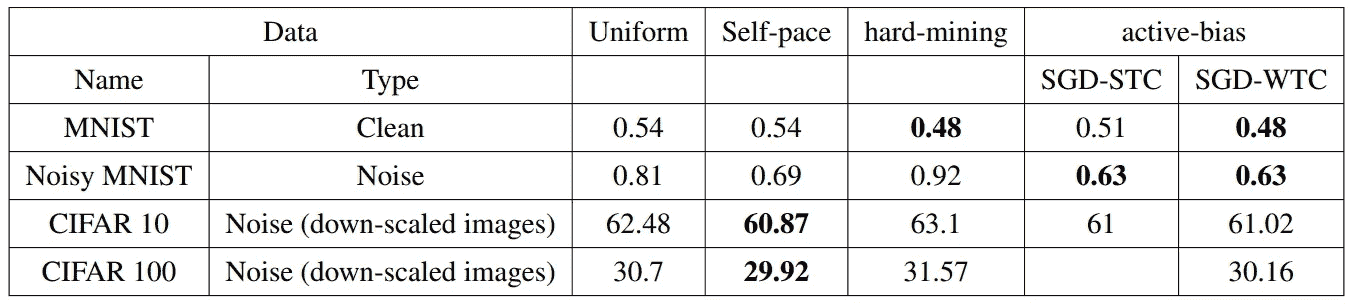 Data Uniform Self-pace hard-mining active-bias
Name Type SGD-STC SGD-WTC
MNIST Clean 0.54 0.54 0.48 0.51 0.48
Noisy MNIST Noise 0.81 0.69 0.92 0.63 0.63
CIFAR 10 Noise (down-scaled images) 62.48 60.87 63.1 61 61.02
CIFAR 100 Noise (down-scaled images) 30.7 29.92 31.57 30.16